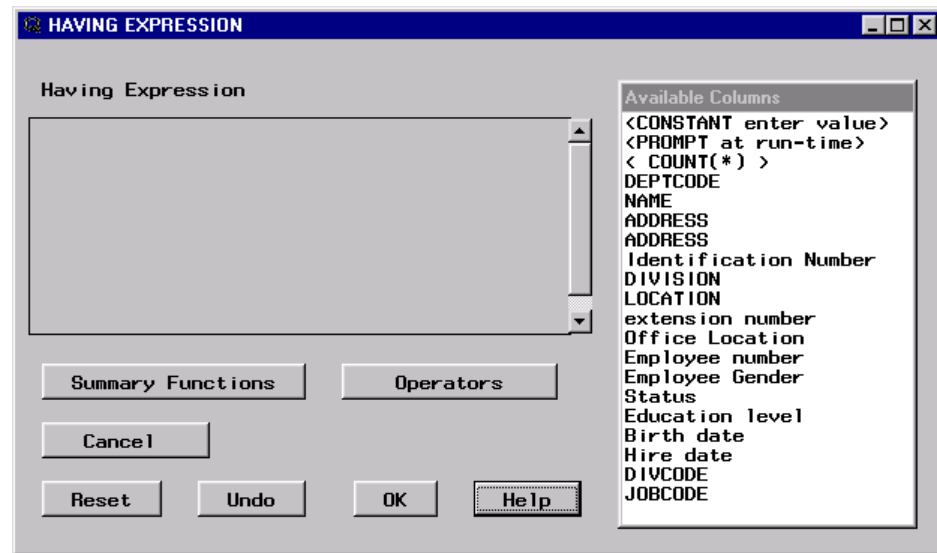 HAVING EXPRESSION
Having Expression
Summary Functions
Operators
Cancel
Reset
Undo
OK
Help
Available Columns
<CONSTANT enter value>
<PROMPT at run-time>
< COUNT(*) >
DEPTCODE
NAME
ADDRESS
ADDRESS
Identification Number
DIVISION
LOCATION
extension number
Office Location
Employee number
Employee Gender
Status
Education level
Birth date
Hire date
DIVCODE
JOBCODE